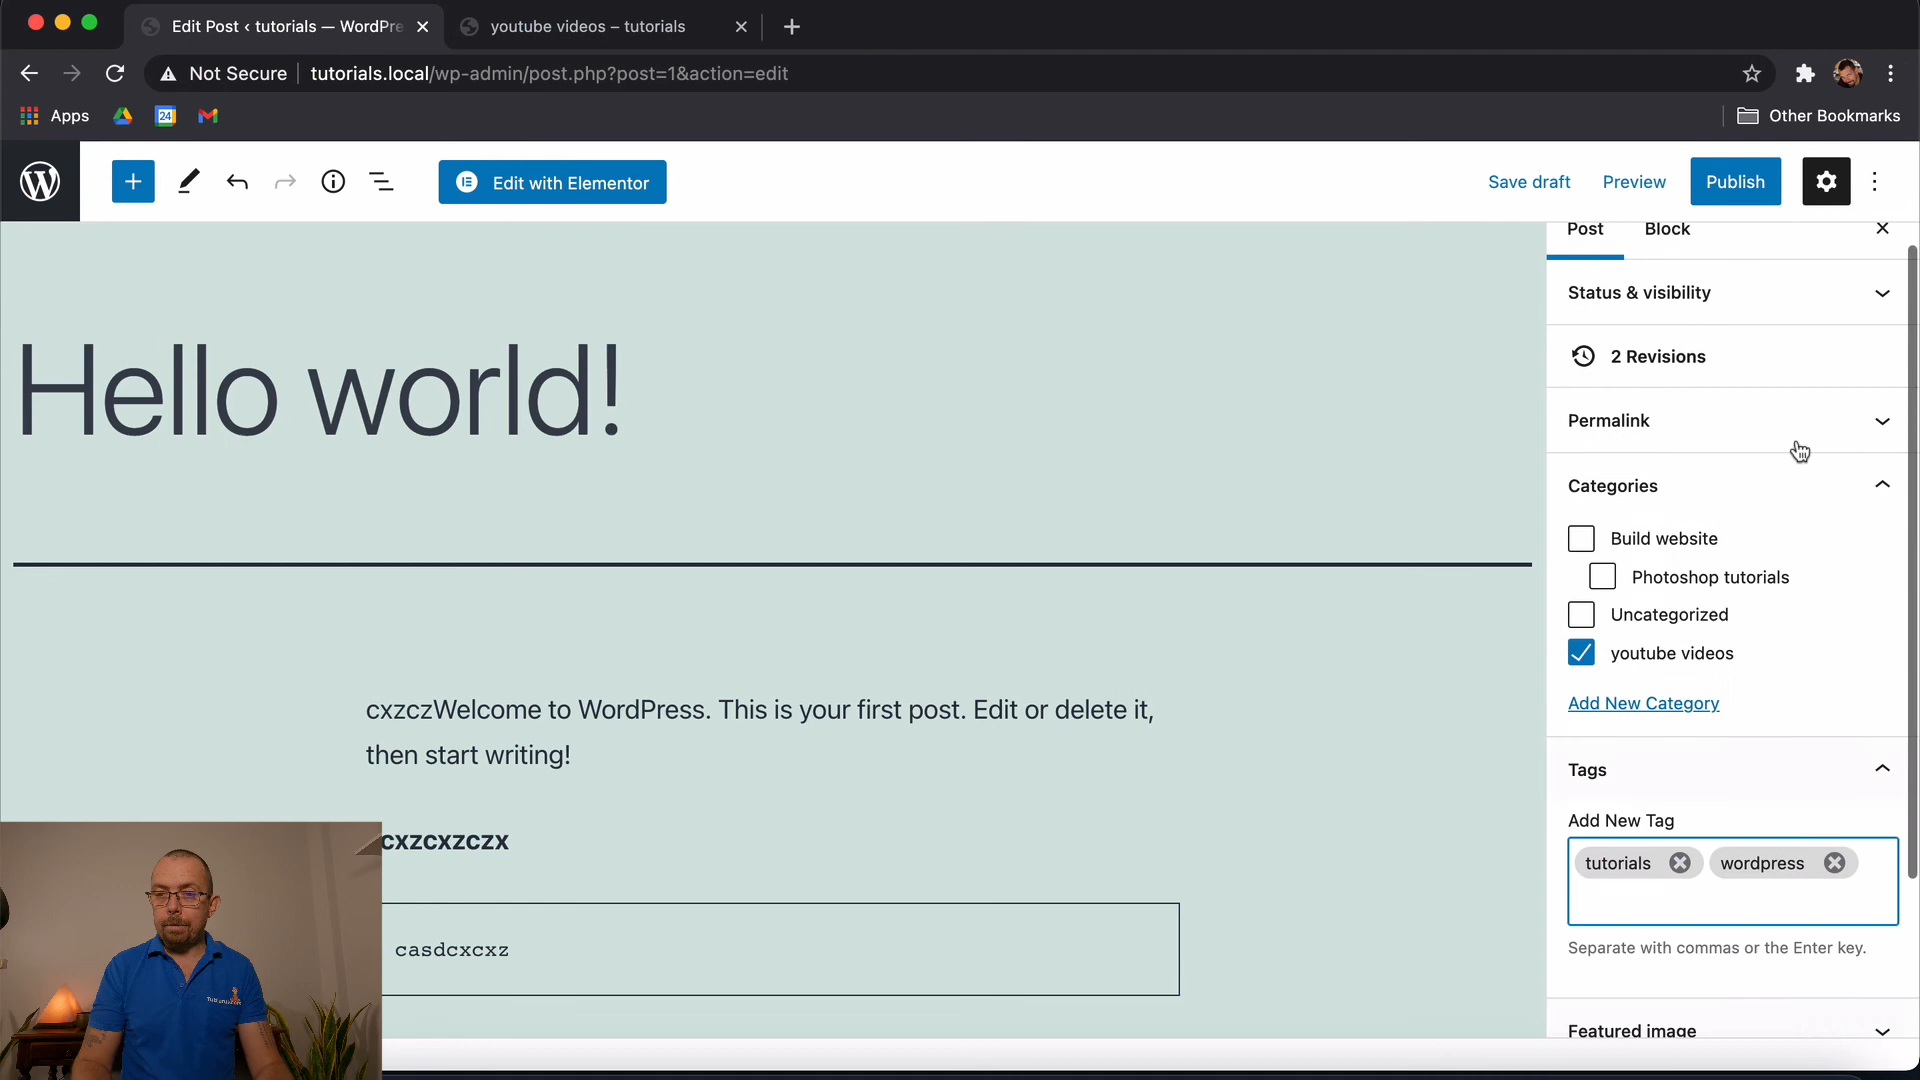 Edit Post ‹ tutorials — WordPre
youtube videos – tutorials
Not Secure
tutorials.local/wp-admin/post.php?post=1&action=edit
Apps
24
Other Bookmarks
Edit with Elementor
Save draft
Preview
Publish
Post
Block
Status & visibility
2 Revisions
Permalink
Categories
Build website
Photoshop tutorials
Uncategorized
youtube videos
Add New Category
Tags
Add New Tag
tutorials
wordpress
Separate with commas or the Enter key.
Featured image
Hello world!
cxzczWelcome to WordPress. This is your first post. Edit or delete it,
then start writing!
cxzcxzczx
casdcxcxz